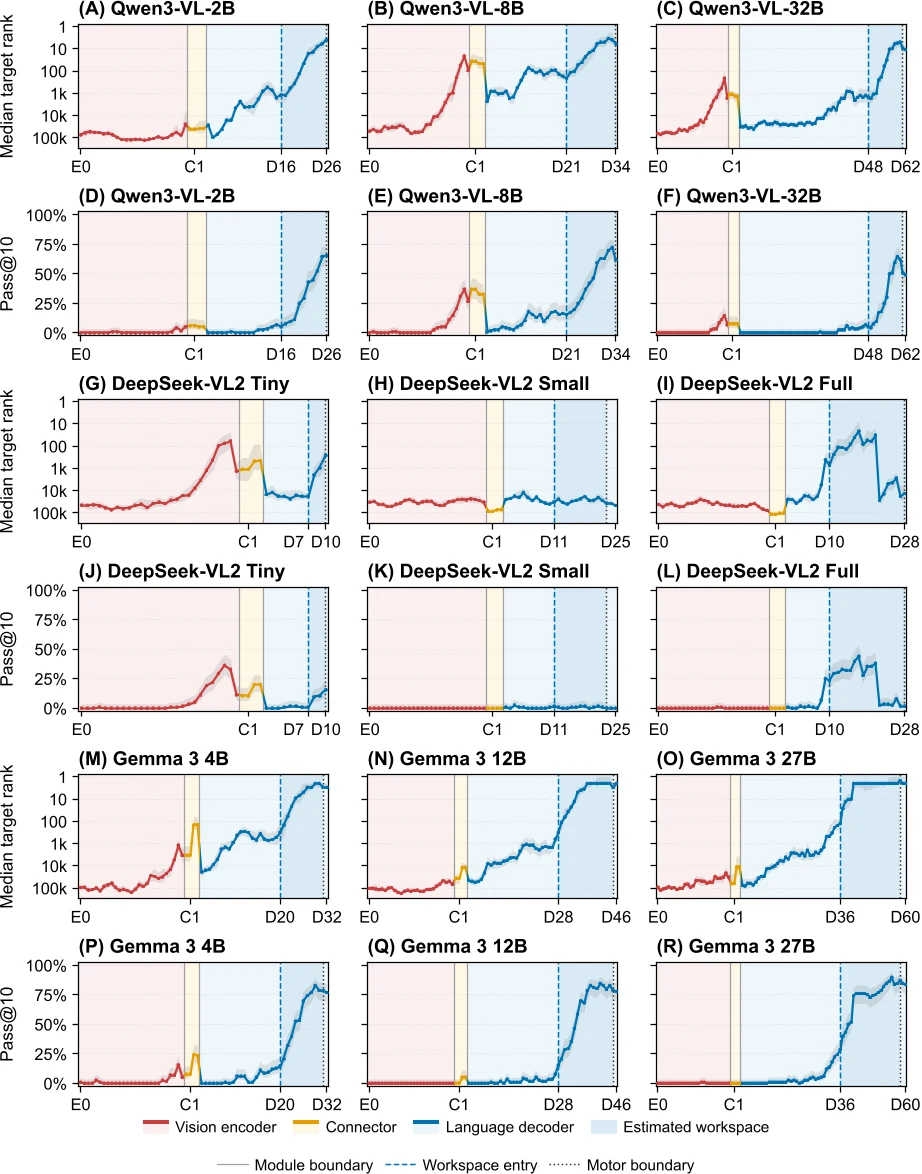 (A) Qwen3-VL-2B (B) Qwen3-VL-8B (C) Qwen3-VL-32B
Median target rank
1
10
100
1k
10k
100k
E0 C1 D16 D26 E0 C1 D21 D34 E0 C1 D48 D62
(D) Qwen3-VL-2B (E) Qwen3-VL-8B (F) Qwen3-VL-32B
Pass@10
100%
75%
50%
25%
0%
E0 C1 D16 D26 E0 C1 D21 D34 E0 C1 D48 D62
(G) DeepSeek-VL2 Tiny (H) DeepSeek-VL2 Small (I) DeepSeek-VL2 Full
Median target rank
1
10
100
1k
10k
100k
E0 C1 D7 D10 E0 C1 D11 D25 E0 C1 D10 D28
(J) DeepSeek-VL2 Tiny (K) DeepSeek-VL2 Small (L) DeepSeek-VL2 Full
Pass@10
100%
75%
50%
25%
0%
E0 C1 D7 D10 E0 C1 D11 D25 E0 C1 D10 D28
(M) Gemma 3 4B (N) Gemma 3 12B (O) Gemma 3 27B
Median target rank
1
10
100
1k
10k
100k
E0 C1 D20 D32 E0 C1 D28 D46 E0 C1 D36 D60
(P) Gemma 3 4B (Q) Gemma 3 12B (R) Gemma 3 27B
Pass@10
100%
75%
50%
25%
0%
E0 C1 D20 D32 E0 C1 D28 D46 E0 C1 D36 D60
Vision encoder Connector Language decoder Estimated workspace
Module boundary Workspace entry Motor boundary